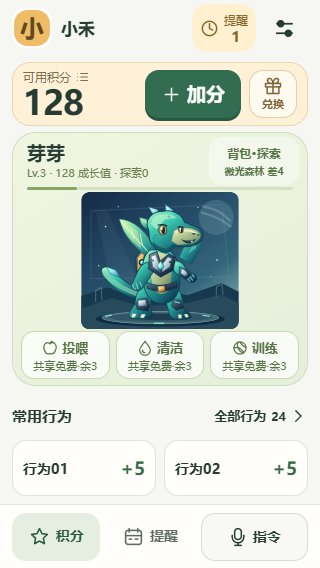 小
小禾
提醒
1
可用积分
128
+ 加分
兑换
芽芽
Lv.3 · 128 成长值 · 探索0
背包•探索
微光森林 差4
投喂
共享免费·余3
清洁
共享免费·余3
训练
共享免费·余3
常用行为
全部行为 24
行为01
+5
行为02
+5
积分
提醒
指令